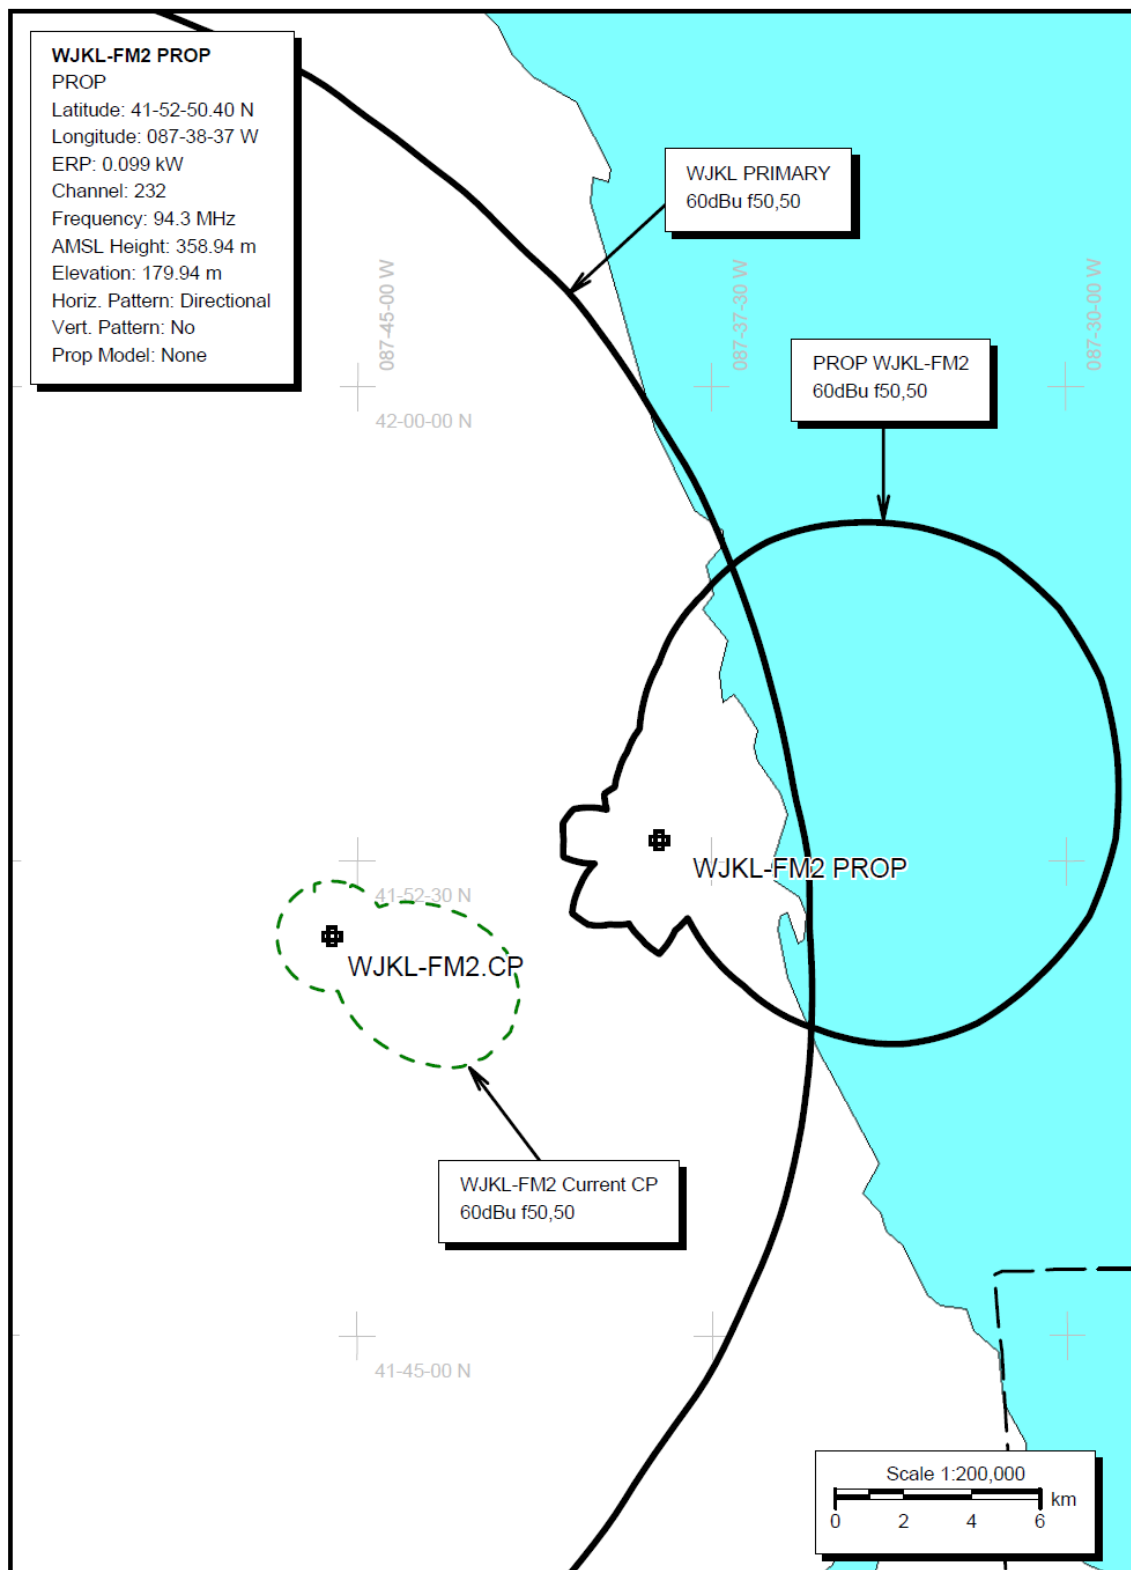 WJKL-FM2 PROP
PROP
Latitude: 41-52-50.40 N
Longitude: 087-38-37 W
ERP: 0.099 kW
Channel: 232
Frequency: 94.3 MHz
AMSL Height: 358.94 m
Elevation: 179.94 m
Horiz. Pattern: Directional
Vert. Pattern: No
Prop Model: None
WJKL PRIMARY
60dBu f50,50
087-45-00 W
087-37-30 W
087-30-00 W
PROP WJKL-FM2
60dBu f50,50
42-00-00 N
WJKL-FM2 PROP
41-52-30 N
WJKL-FM2.CP
WJKL-FM2 Current CP
60dBu f50,50
41-45-00 N
Scale 1:200,000
km
0 2 4 6